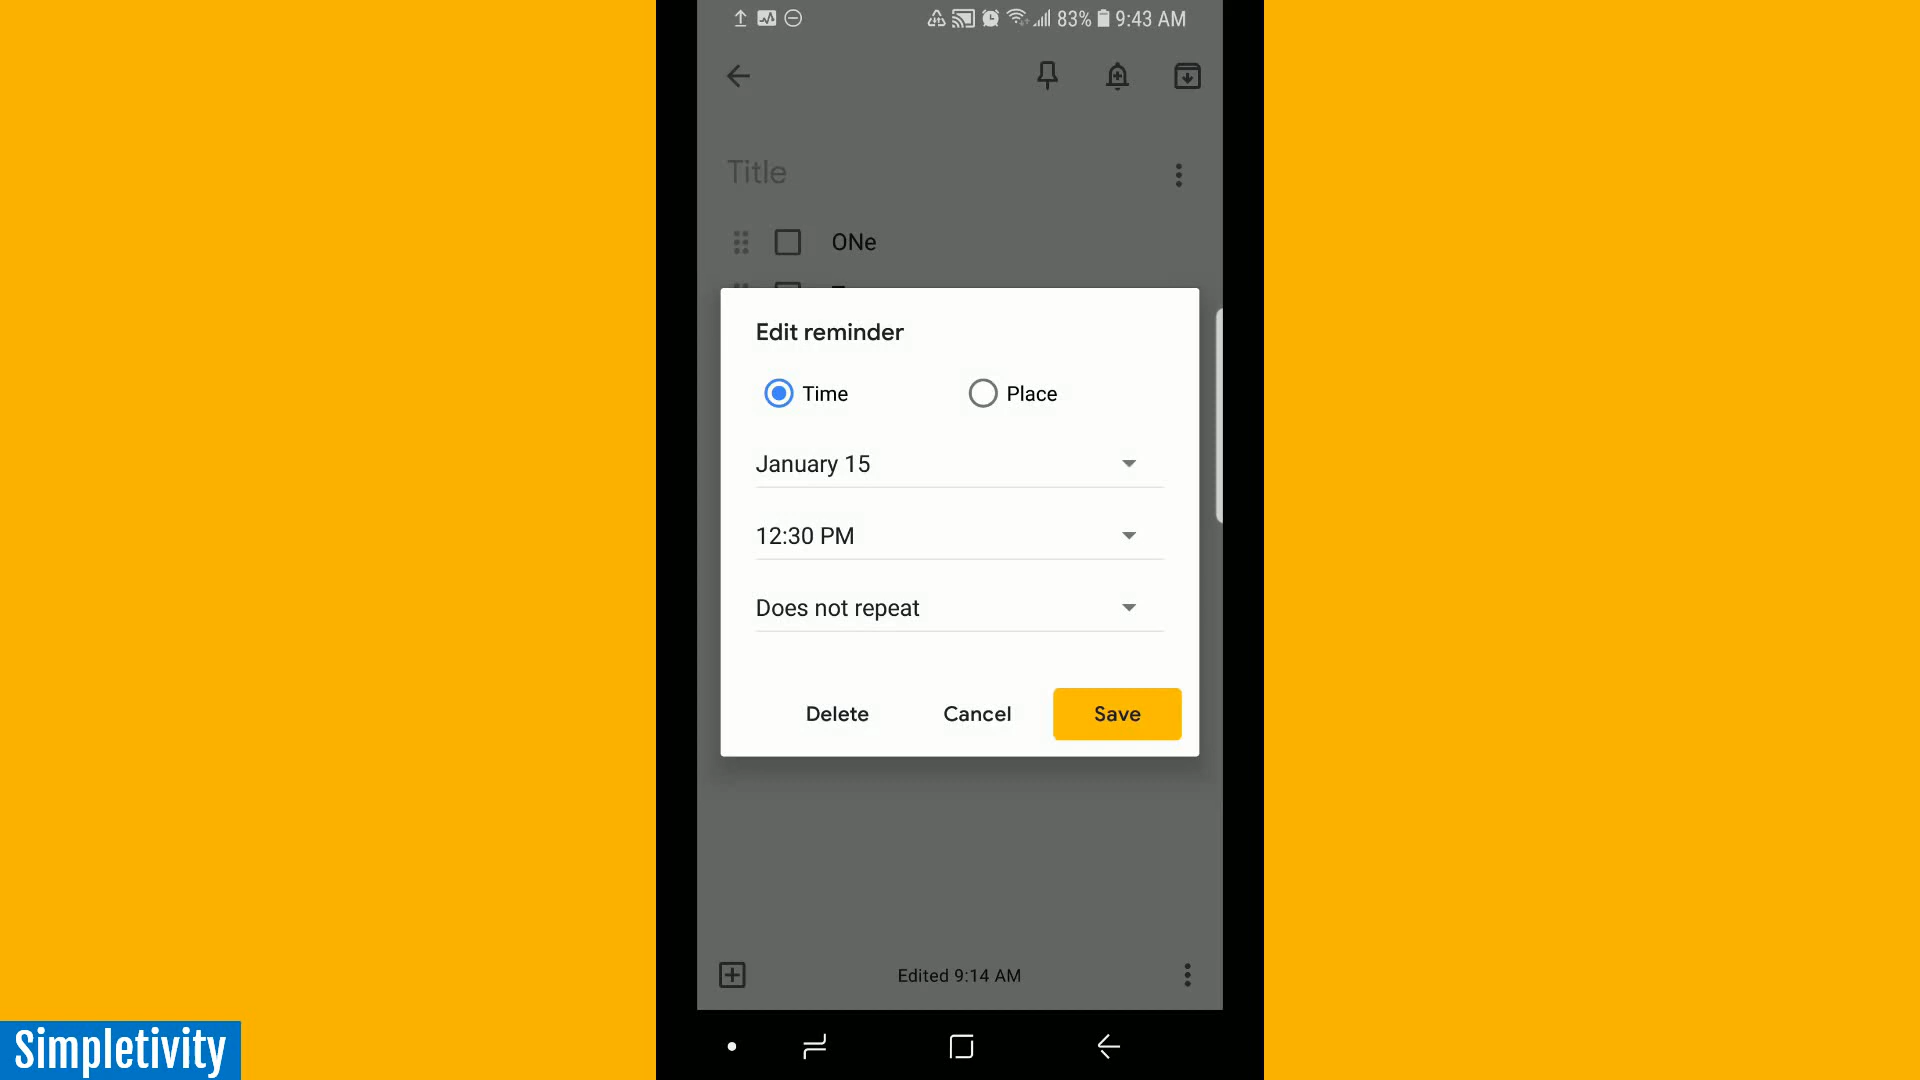 83% 9:43 AM
Title
ONe
Edit reminder
Time Place
January 15
12:30 PM
Does not repeat
Delete Cancel Save
Edited 9:14 AM
Simpletivity